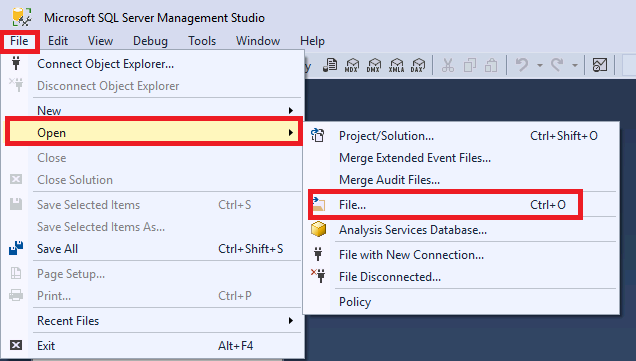 Microsoft SQL Server Management Studio
File Edit View Debug Tools Window Help
MDX DMX XMLA DAX
Connect Object Explorer...
Disconnect Object Explorer
New
Open
Close
Close Solution
Save Selected Items Ctrl+S
Save Selected Items As...
Save All Ctrl+Shift+S
Page Setup...
Print... Ctrl+P
Recent Files
Exit Alt+F4
Project/Solution... Ctrl+Shift+O
Merge Extended Event Files...
Merge Audit Files...
File... Ctrl+O
Analysis Services Database...
File with New Connection...
File Disconnected...
Policy